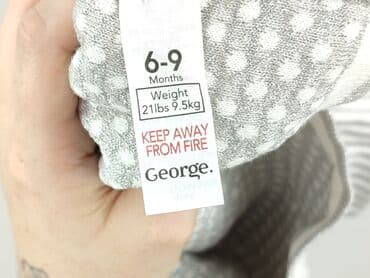 6-9
Months
Weight
21lbs 9.5kg
KEEP AWAY
FROM FIRE
George.